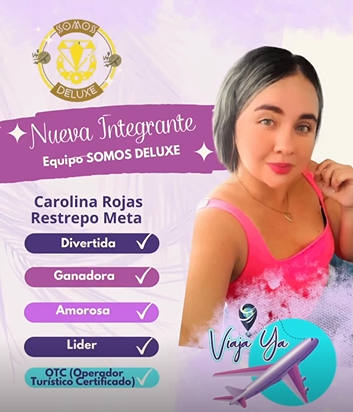 SOMOS
DELUXE
Nueva Integrante
Equipo SOMOS DELUXE
Carolina Rojas
Restrepo Meta
Divertida
Ganadora
Amorosa
Lider
OTC (Operador
Turístico Certificado)
Viaja Ya